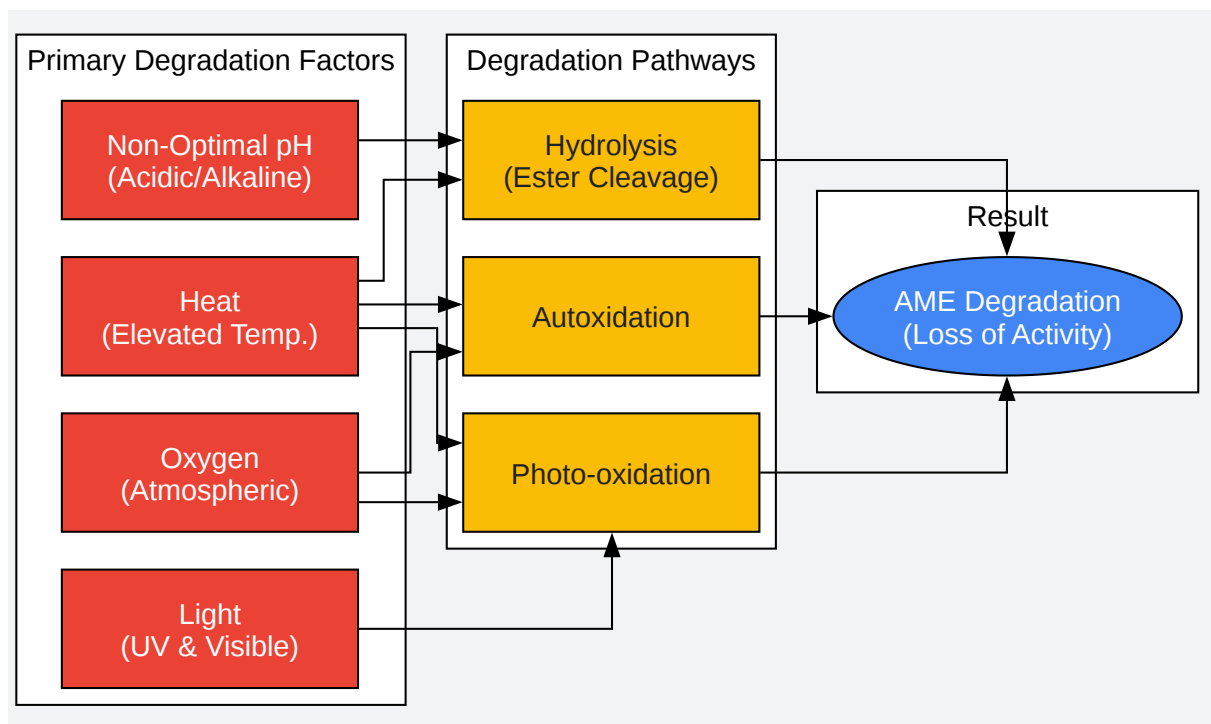 Primary Degradation Factors
Non-Optimal pH
(Acidic/Alkaline)
Heat
(Elevated Temp.)
Oxygen
(Atmospheric)
Light
(UV & Visible)
Degradation Pathways
Hydrolysis
(Ester Cleavage)
Autoxidation
Photo-oxidation
Result
AME Degradation
(Loss of Activity)